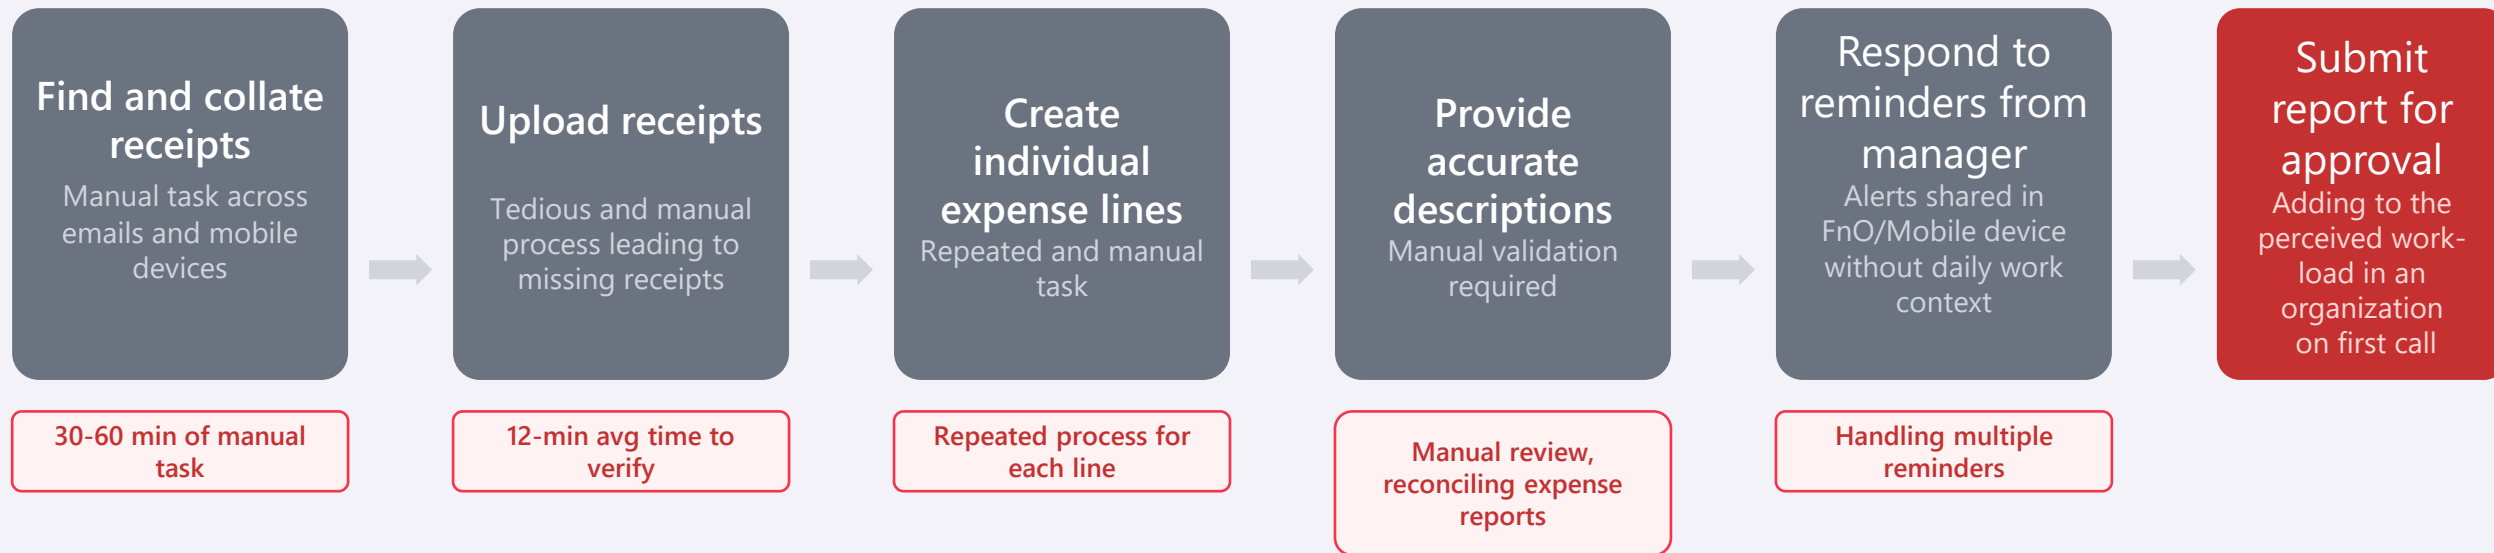 Find and collate
receipts
Manual task across
emails and mobile
devices
30-60 min of manual
task
Upload receipts
Tedious and manual
process leading to
missing receipts
12-min avg time to
verify
Create
individual
expense lines
Repeated and manual
task
Repeated process for
each line
Provide
accurate
descriptions
Manual validation
required
Manual review,
reconciling expense
reports
Respond to
reminders from
manager
Alerts shared in
FnO/Mobile device
without daily work
context
Handling multiple
reminders
Submit
report for
approval
Adding to the
perceived work-
load in an
organization
on first call